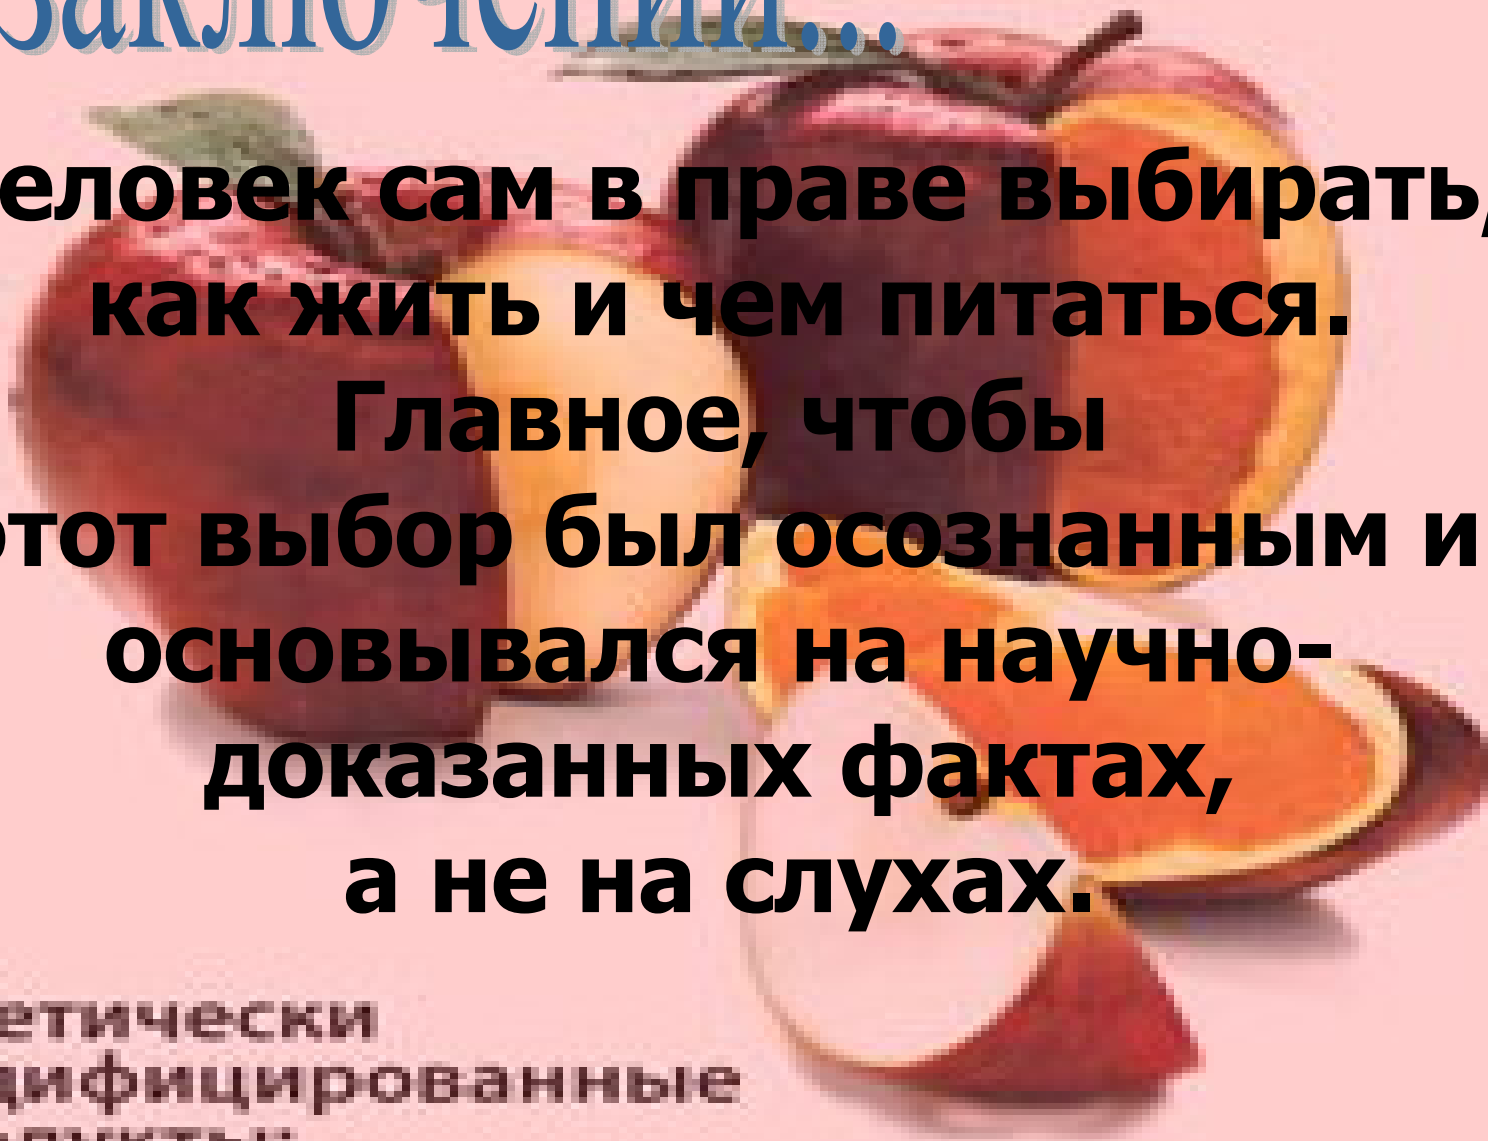 заключении...
человек сам в праве выбирать,
как жить и чем питаться.
Главное, чтобы
этот выбор был осознанным и
основывался на научно-
доказанных фактах,
а не на слухах.
етически
дифицированные